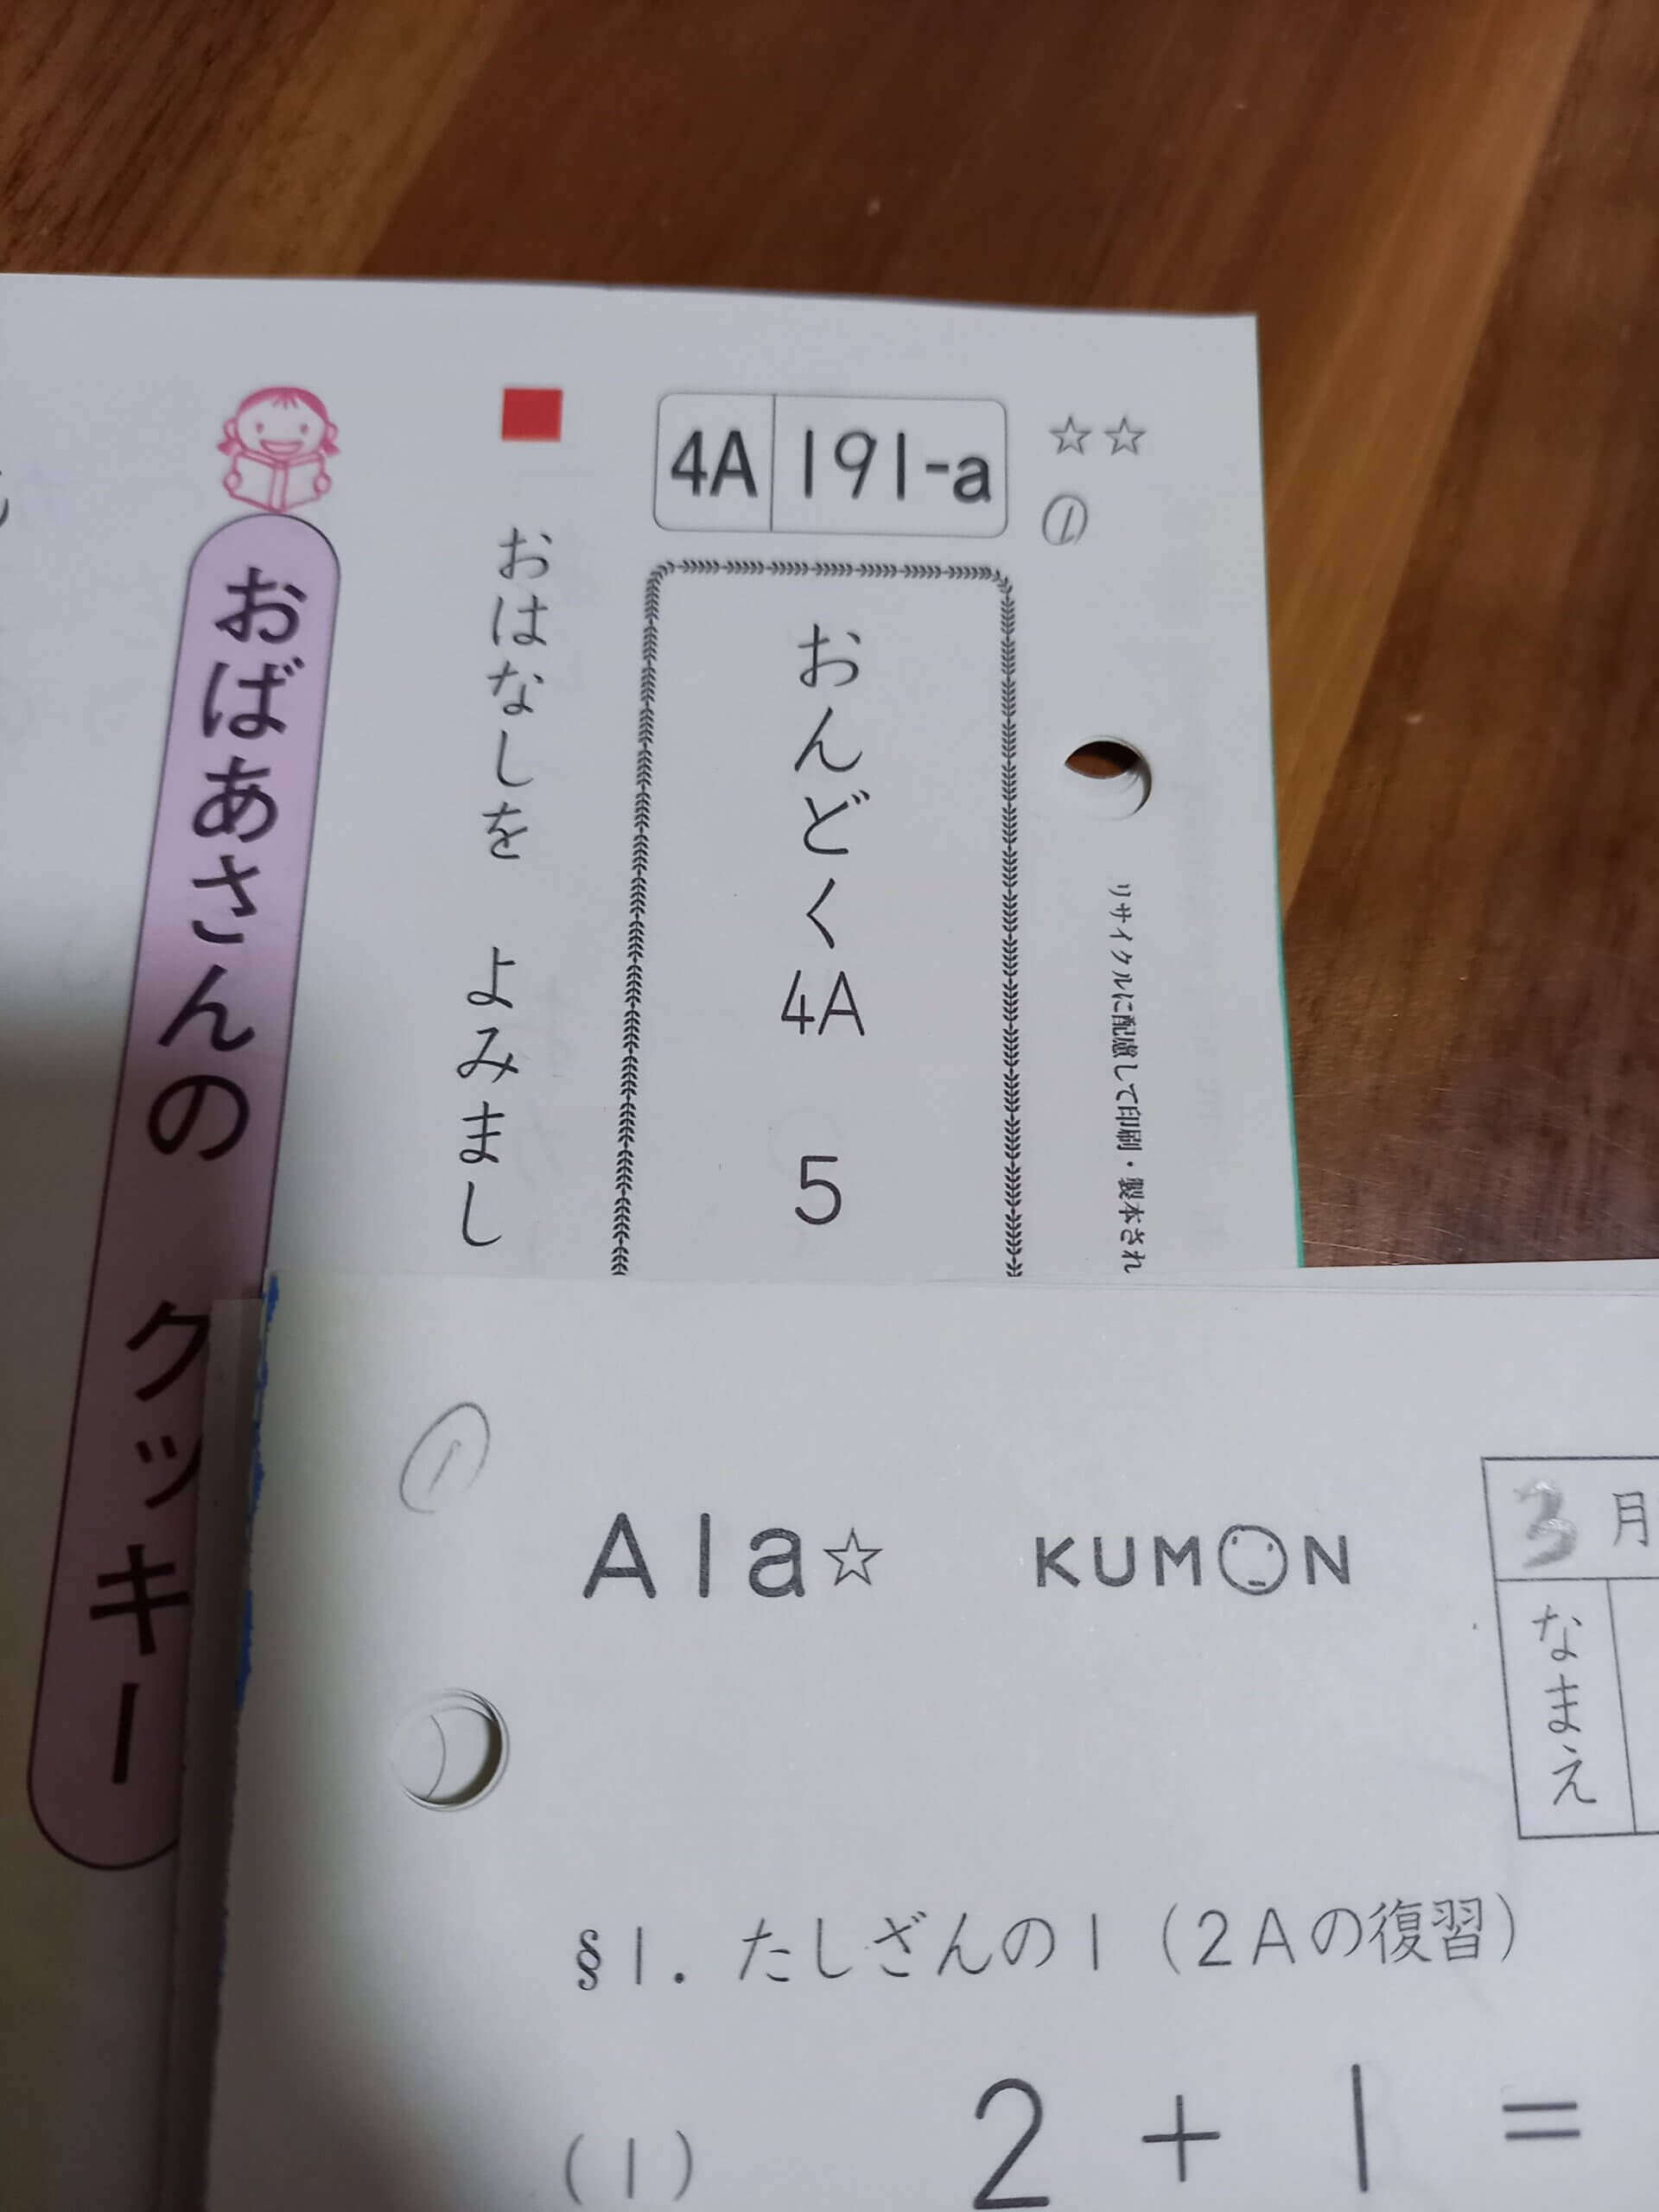 ☆☆
①
リサイクルに配慮して印刷・製本され
4A 191-a
おんどく4A 5
おはなしを よみまし
おばあさんの クッキー
①
A1a☆ KUMON
3月
なまえ
§1. たしざんの1（2Aの復習）
(1) 2 + 1 =